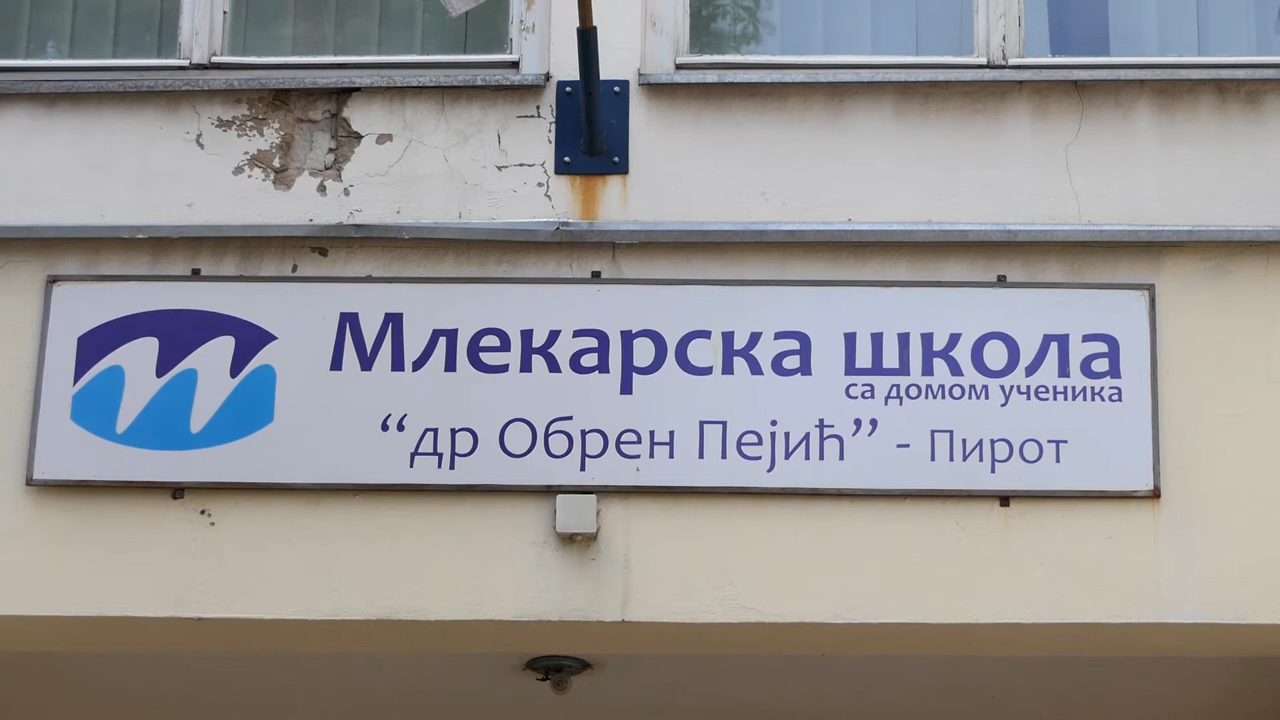 Млекарска школа
са домом ученика
“др Обрен Пејић” - Пирот